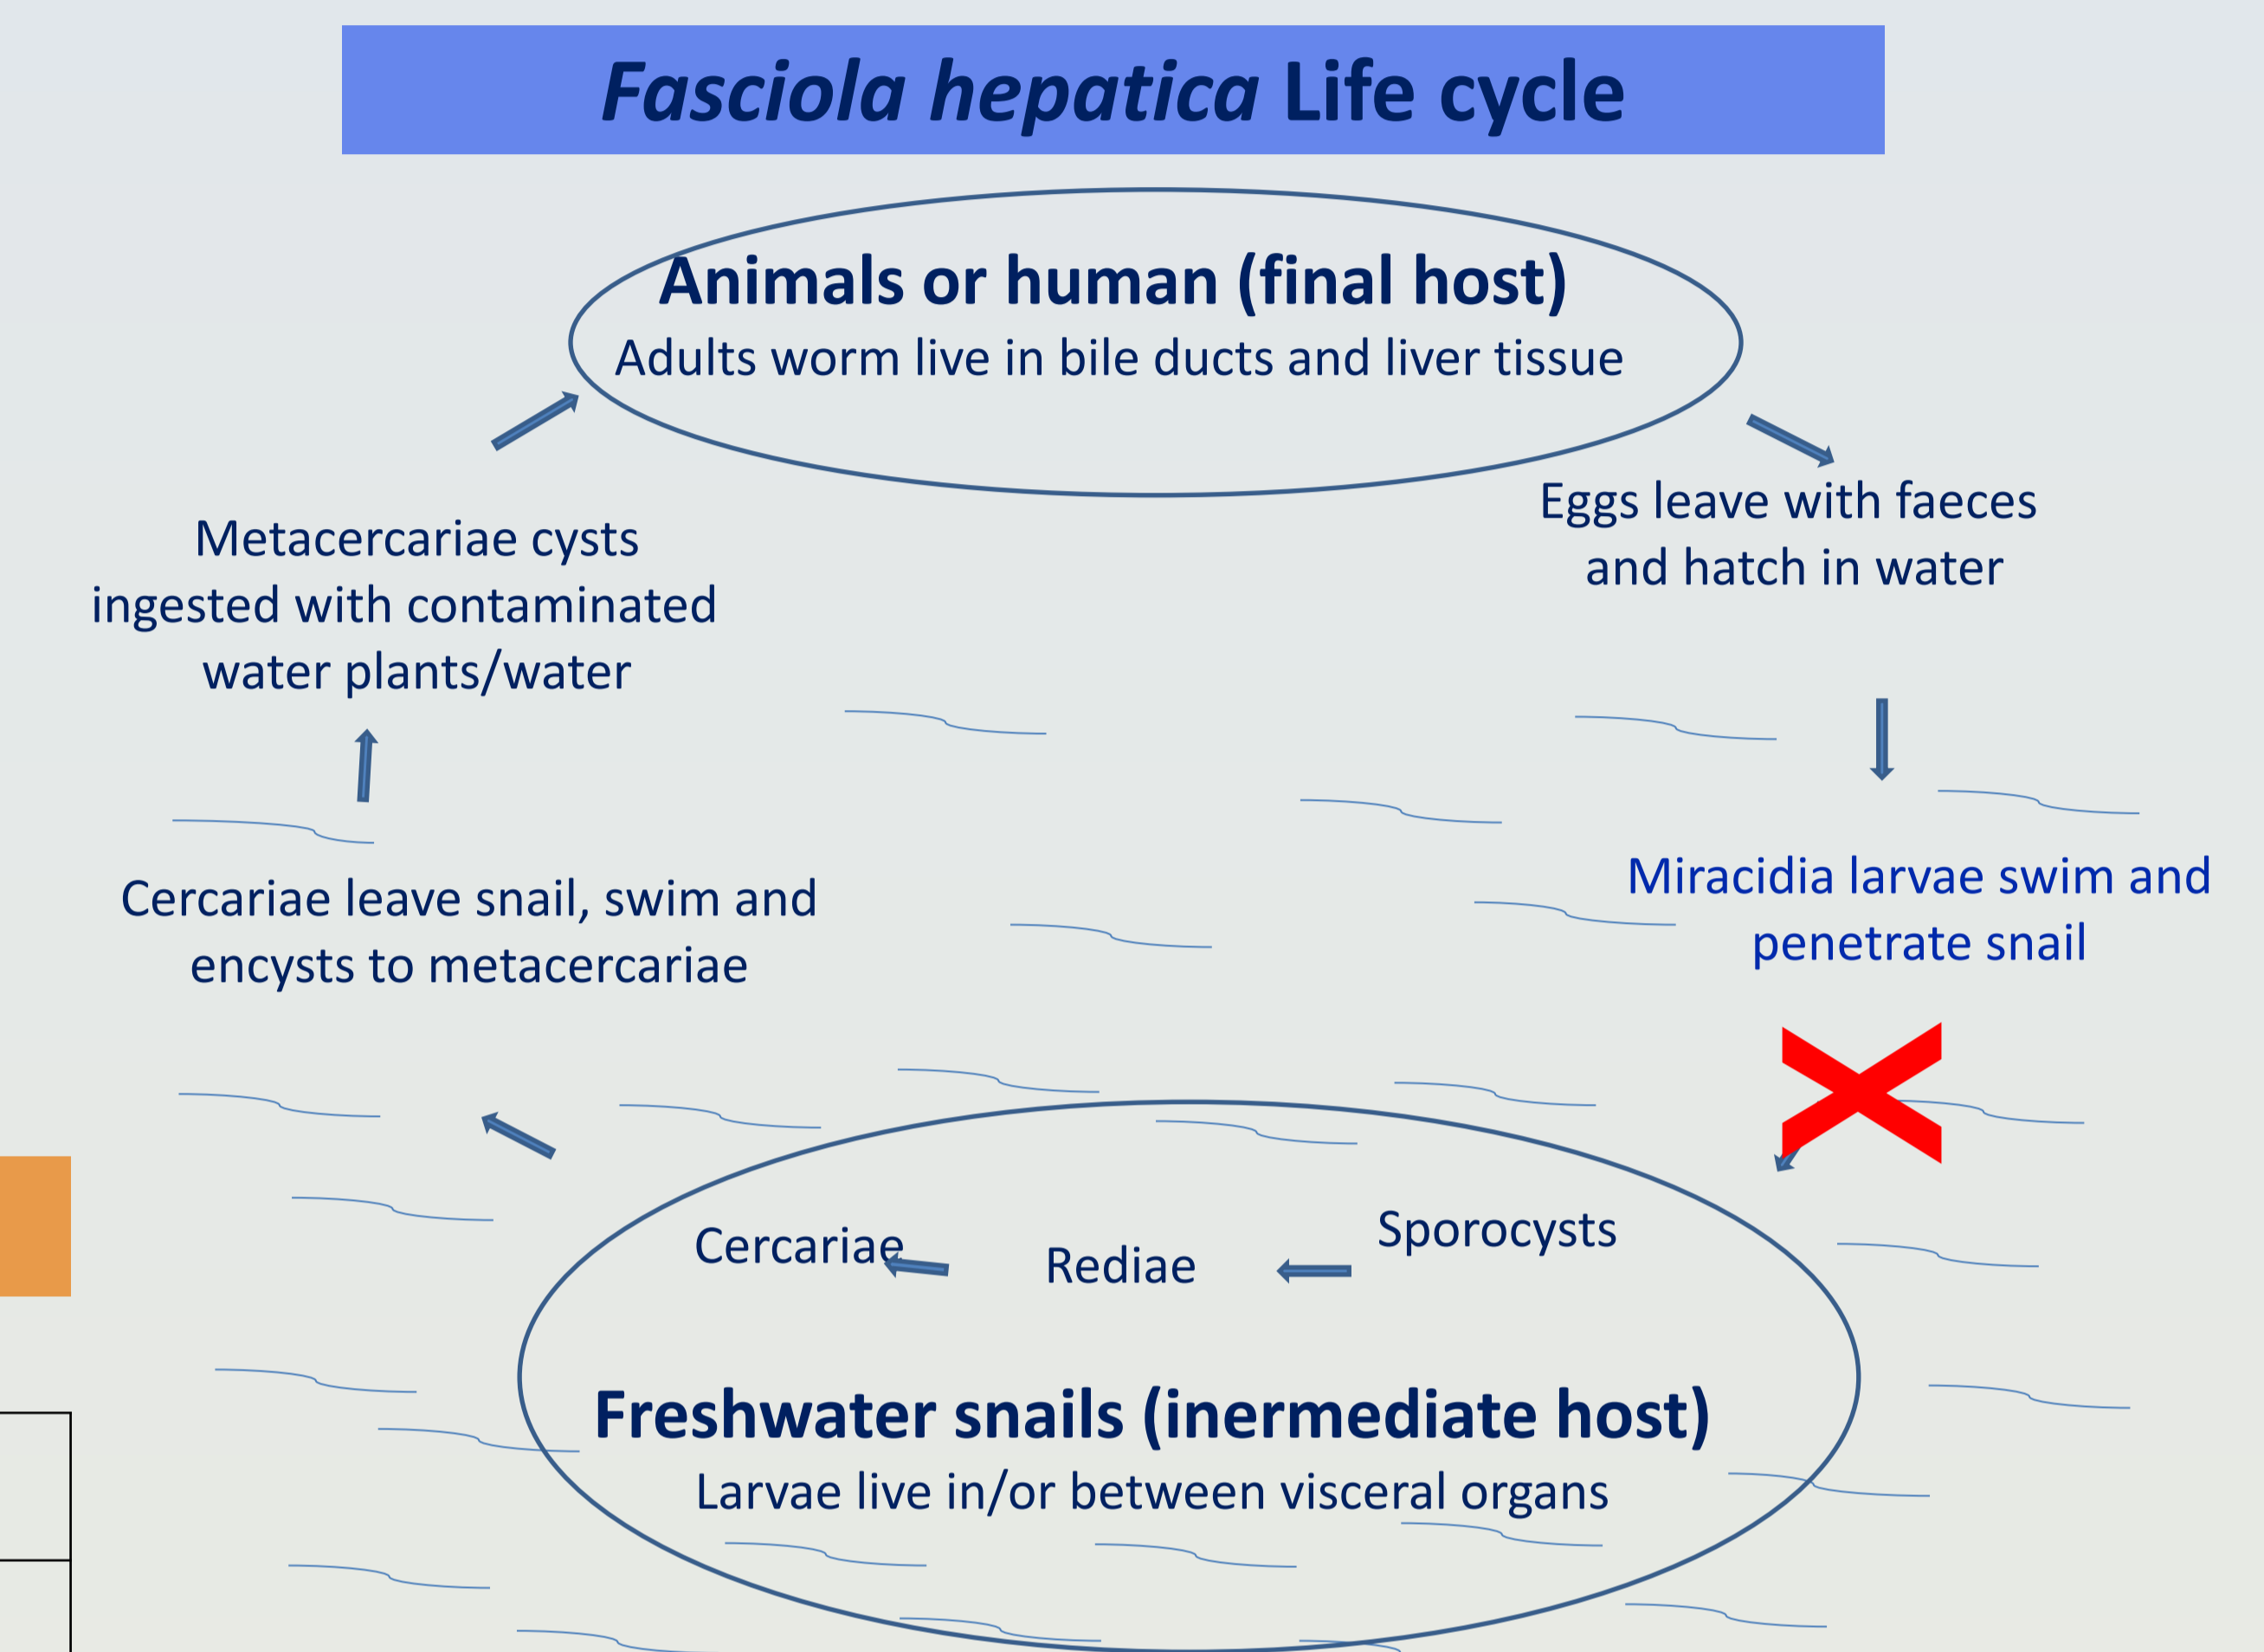 Fasciola hepatica Life cycle
Animals or human (final host)
Adults worm live in bile ducts and liver tissue
Eggs leave with faeces
and hatch in water
Metacercariae cysts
ingested with contaminated
water plants/water
Miracidia larvae swim and
penetrate snail
Cercariae leave snail, swim and
encysts to metacercariae
Sporocysts
Rediae
Cercariae
Freshwater snails (inermediate host)
Larvae live in/or between visceral organs